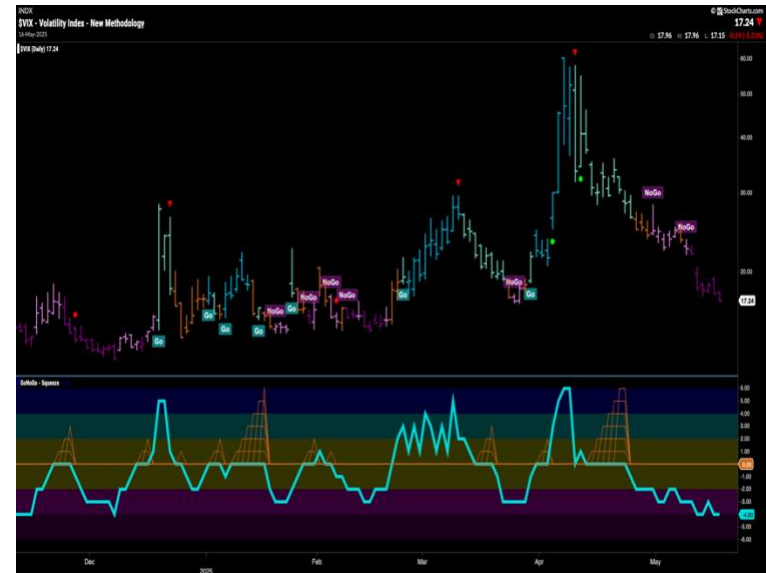 INDX
© StockCharts.com
$VIX - Volatility Index - New Methodology
17.24
16-May-2025
O 17.96 H 17.96 L 17.15
$VIX (Daily) 17.24
60.00
50.00
40.00
30.00
20.00
17.24
Go
Go
Go
Go
NoGo
Go
NoGo
NoGo
NoGo
Go
NoGo
Go
NoGo
NoGo
GoNoGo - Squeeze
6.00
5.00
4.00
3.00
2.00
1.00
0.00
-1.00
-2.00
-3.00
-4.00
-5.00
-6.00
Dec
2025
Feb
Mar
Apr
May